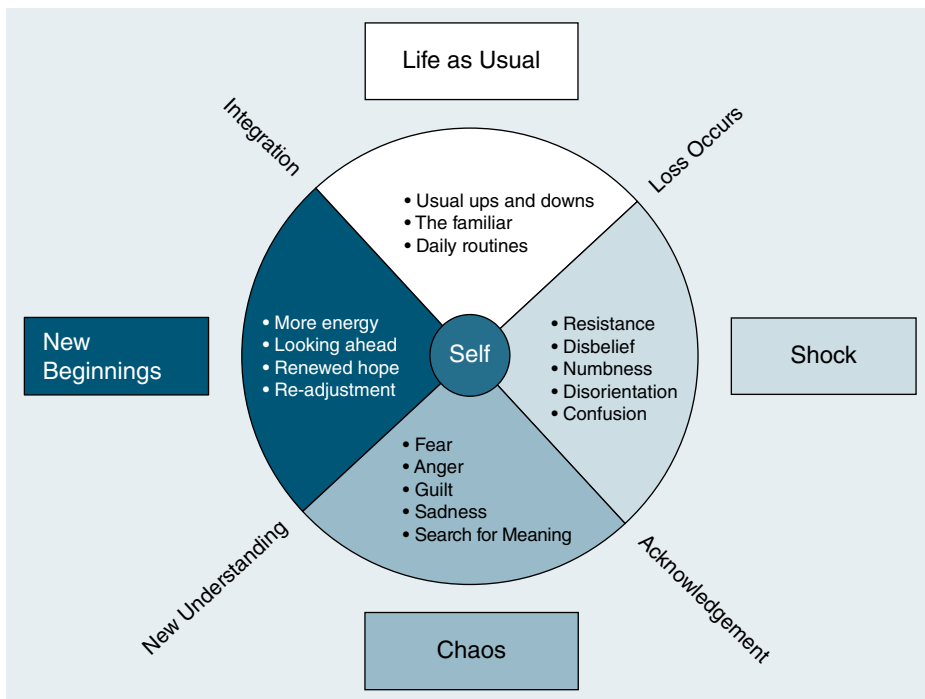 Life as Usual
Integration
Loss Occurs
• Usual ups and downs
• The familiar
• Daily routines
New
Beginnings
• More energy
• Looking ahead
• Renewed hope
• Re-adjustment
Self
• Resistance
• Disbelief
• Numbness
• Disorientation
• Confusion
Shock
• Fear
• Anger
• Guilt
• Sadness
• Search for Meaning
New Understanding
Acknowledgement
Chaos